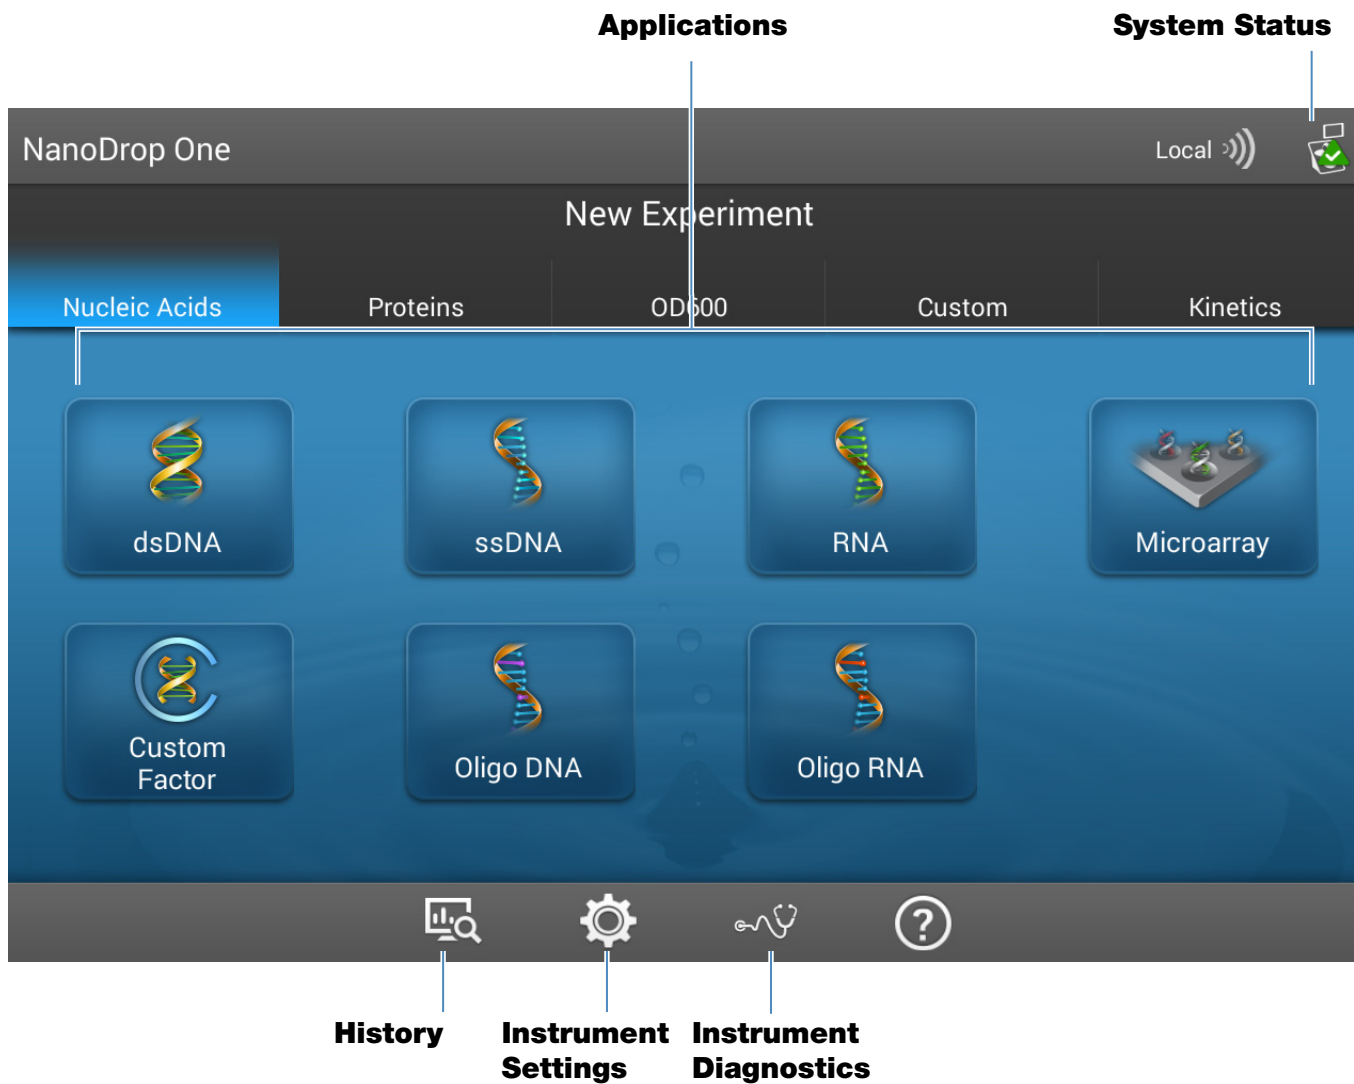 Applications
System Status
NanoDrop One
Local
New Experiment
Nucleic Acids
Proteins
OD600
Custom
Kinetics
dsDNA
ssDNA
RNA
Microarray
Custom
Factor
Oligo DNA
Oligo RNA
?
History
Instrument
Settings
Instrument
Diagnostics